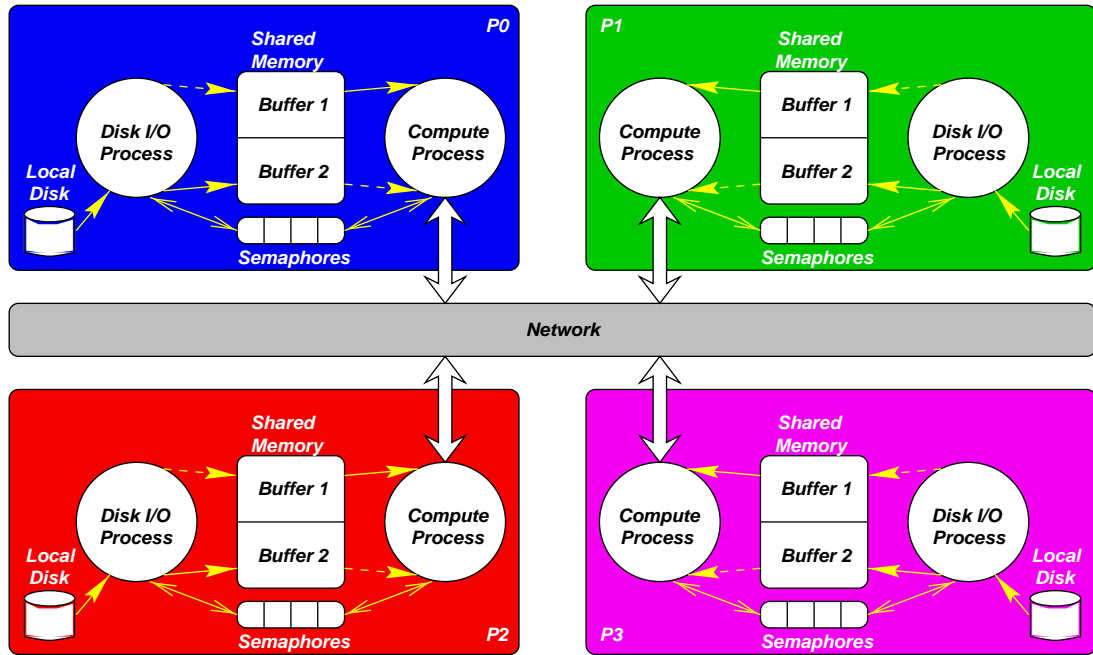 P0
Shared
Memory
Buffer 1
Disk I/O
Process
Compute
Process
Buffer 2
Local
Disk
Semaphores
P1
Shared
Memory
Buffer 1
Compute
Process
Disk I/O
Process
Buffer 2
Local
Disk
Semaphores
Network
Shared
Memory
Buffer 1
Disk I/O
Process
Compute
Process
Buffer 2
Local
Disk
Semaphores
P2
Shared
Memory
Buffer 1
Compute
Process
Disk I/O
Process
Buffer 2
Local
Disk
Semaphores
P3